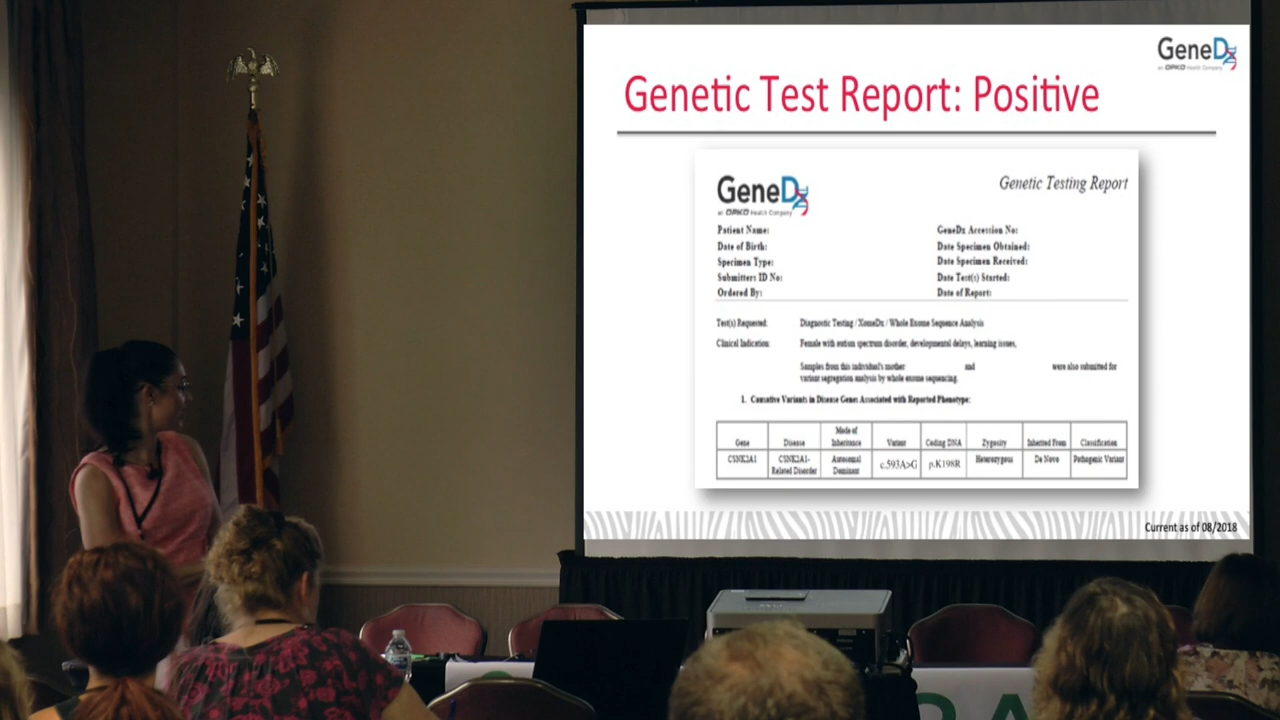 GeneDx
an OPKO Health Company
Genetic Test Report: Positive
GeneDx
an OPKO Health Company
Genetic Testing Report
Patient Name: GeneDx Accession No:
Date of Birth: Date Specimen Obtained:
Specimen Type: Date Specimen Received:
Submitters ID No: Date Test(s) Started:
Ordered By: Date of Report:
Test(s) Requested: Diagnostic Testing / XomeDx / Whole Exome Sequence Analysis
Clinical Indication: Female with autism spectrum disorder, developmental delays, learning issues,
Samples from this individual's mother and were also submitted for
variant segregation analysis by whole exome sequencing.
1. Causative Variants in Disease Genes Associated with Reported Phenotype:
Gene Disease Mode of Inheritance Variant Coding DNA Zygosity Inherited From Classification
CSNK2A1 CSNK2A1-Related Disorder Autosomal Dominant c.593A>G p.K198R Heterozygous De Novo Pathogenic Variant
Current as of 08/2018